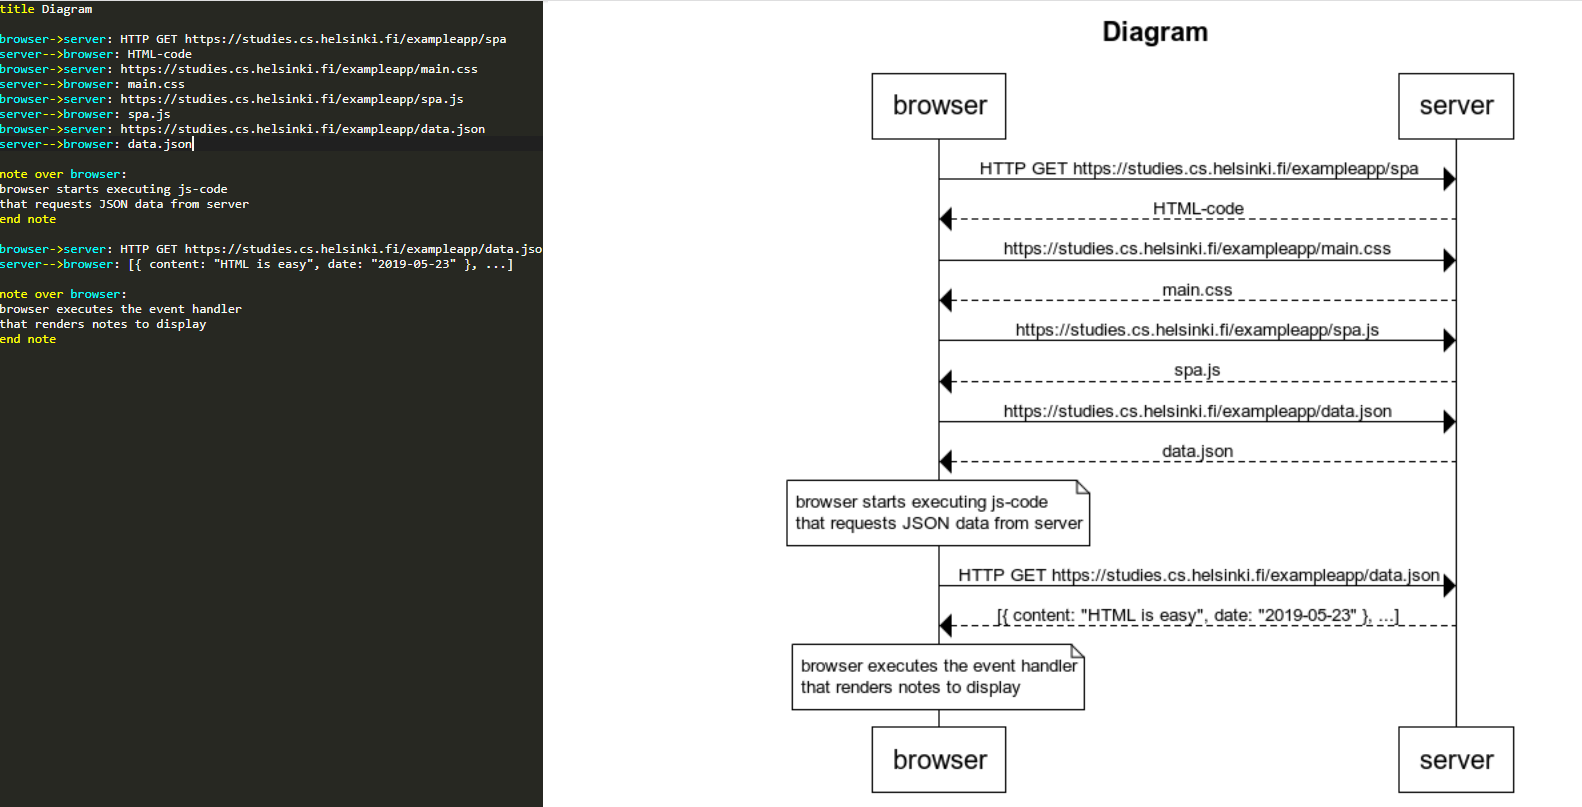 title Diagram
browser->server: HTTP GET https://studies.cs.helsinki.fi/exampleapp/spa
server-->browser: HTML-code
browser->server: https://studies.cs.helsinki.fi/exampleapp/main.css
server-->browser: main.css
browser->server: https://studies.cs.helsinki.fi/exampleapp/spa.js
server-->browser: spa.js
browser->server: https://studies.cs.helsinki.fi/exampleapp/data.json
server-->browser: data.json
note over browser:
browser starts executing js-code
that requests JSON data from server
end note
browser->server: HTTP GET https://studies.cs.helsinki.fi/exampleapp/data.jso
server-->browser: [{ content: "HTML is easy", date: "2019-05-23" }, ...]
note over browser:
browser executes the event handler
that renders notes to display
end note
Diagram
browser
server
HTTP GET https://studies.cs.helsinki.fi/exampleapp/spa
HTML-code
https://studies.cs.helsinki.fi/exampleapp/main.css
main.css
https://studies.cs.helsinki.fi/exampleapp/spa.js
spa.js
https://studies.cs.helsinki.fi/exampleapp/data.json
data.json
browser starts executing js-code
that requests JSON data from server
HTTP GET https://studies.cs.helsinki.fi/exampleapp/data.json
[{ content: "HTML is easy", date: "2019-05-23" }, ...]
browser executes the event handler
that renders notes to display
browser
server